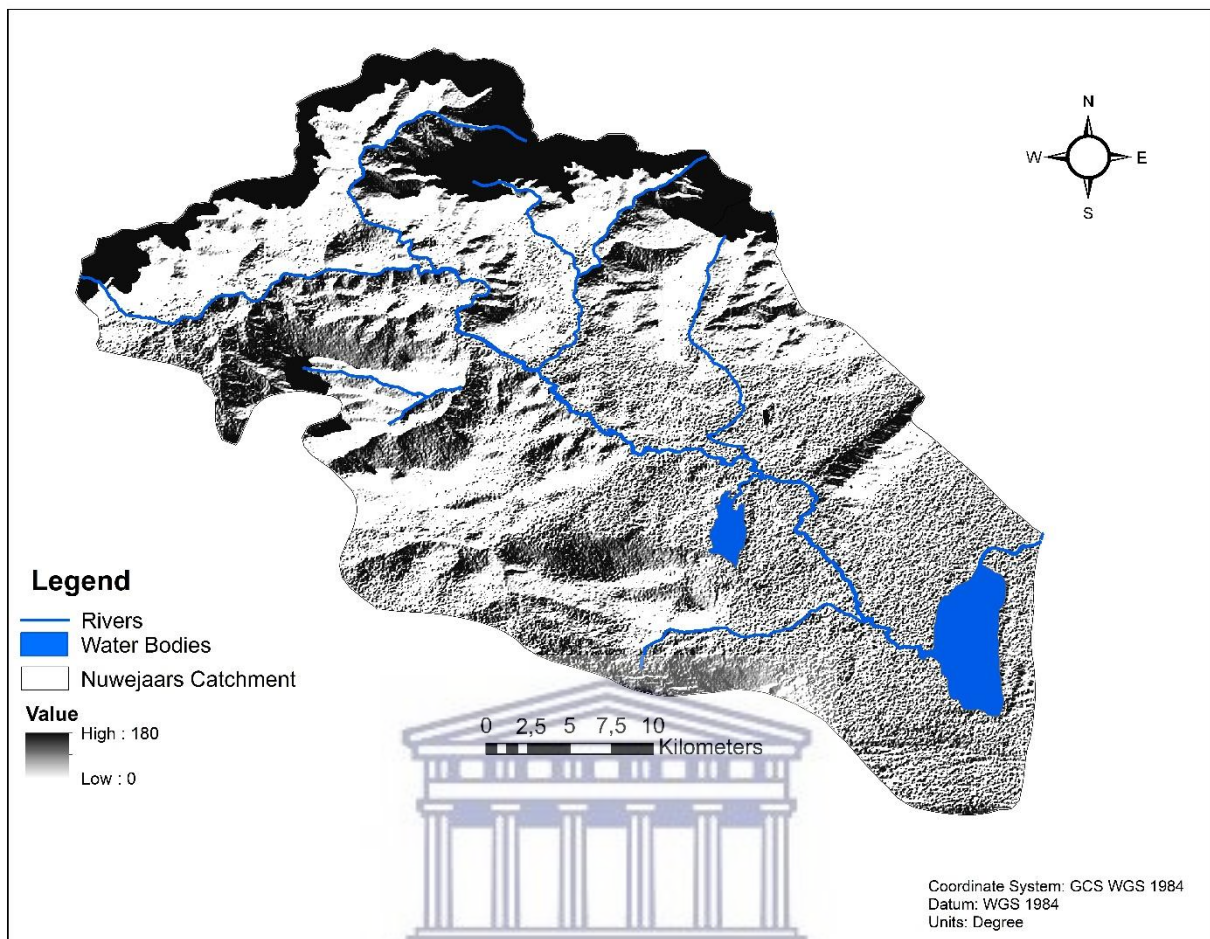 N
W E
S
Legend
Rivers
Water Bodies
Nuwejaars Catchment
Value
High : 180
Low : 0
0 2,5 5 7,5 10
Kilometers
Coordinate System: GCS WGS 1984
Datum: WGS 1984
Units: Degree